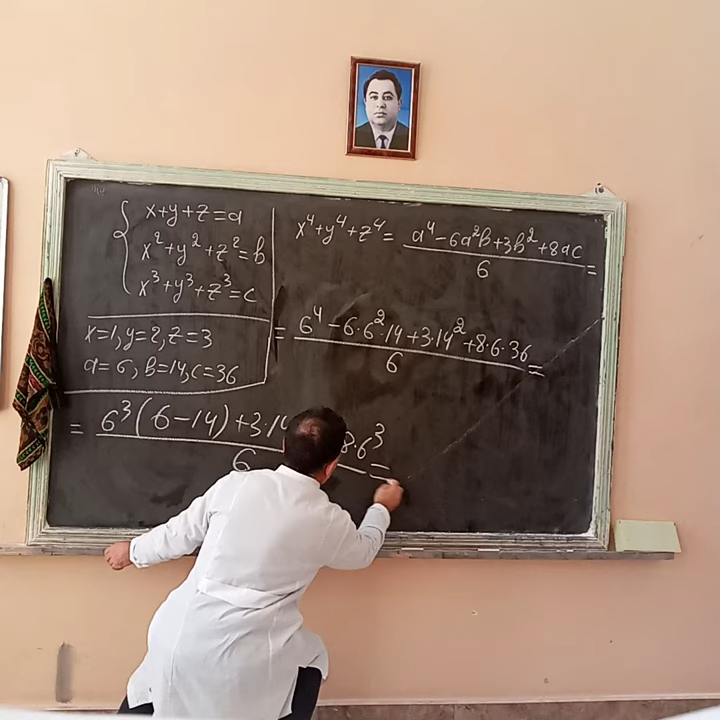 x+y+z=a
x²+y²+z²=b
x³+y³+z³=c
x=1, y=2, z=3
a=6, b=14, c=36
x⁴+y⁴+z⁴= (a⁴-6a²b+3b²+8ac)/6 =
= (6⁴-6·6²·14+3·14²+8·6·36)/6 =
= 6³(6-14)+3·14 8·6³ =
6